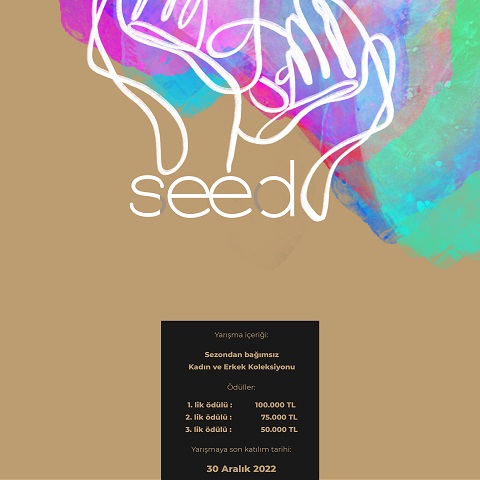 seed
Yarışma içeriği:
Sezondan bağımsız
Kadın ve Erkek Koleksiyonu
Ödüller:
1. lik ödülü : 100.000 TL
2. lik ödülü : 75.000 TL
3. lik ödülü : 50.000 TL
Yarışmaya son katılım tarihi:
30 Aralık 2022